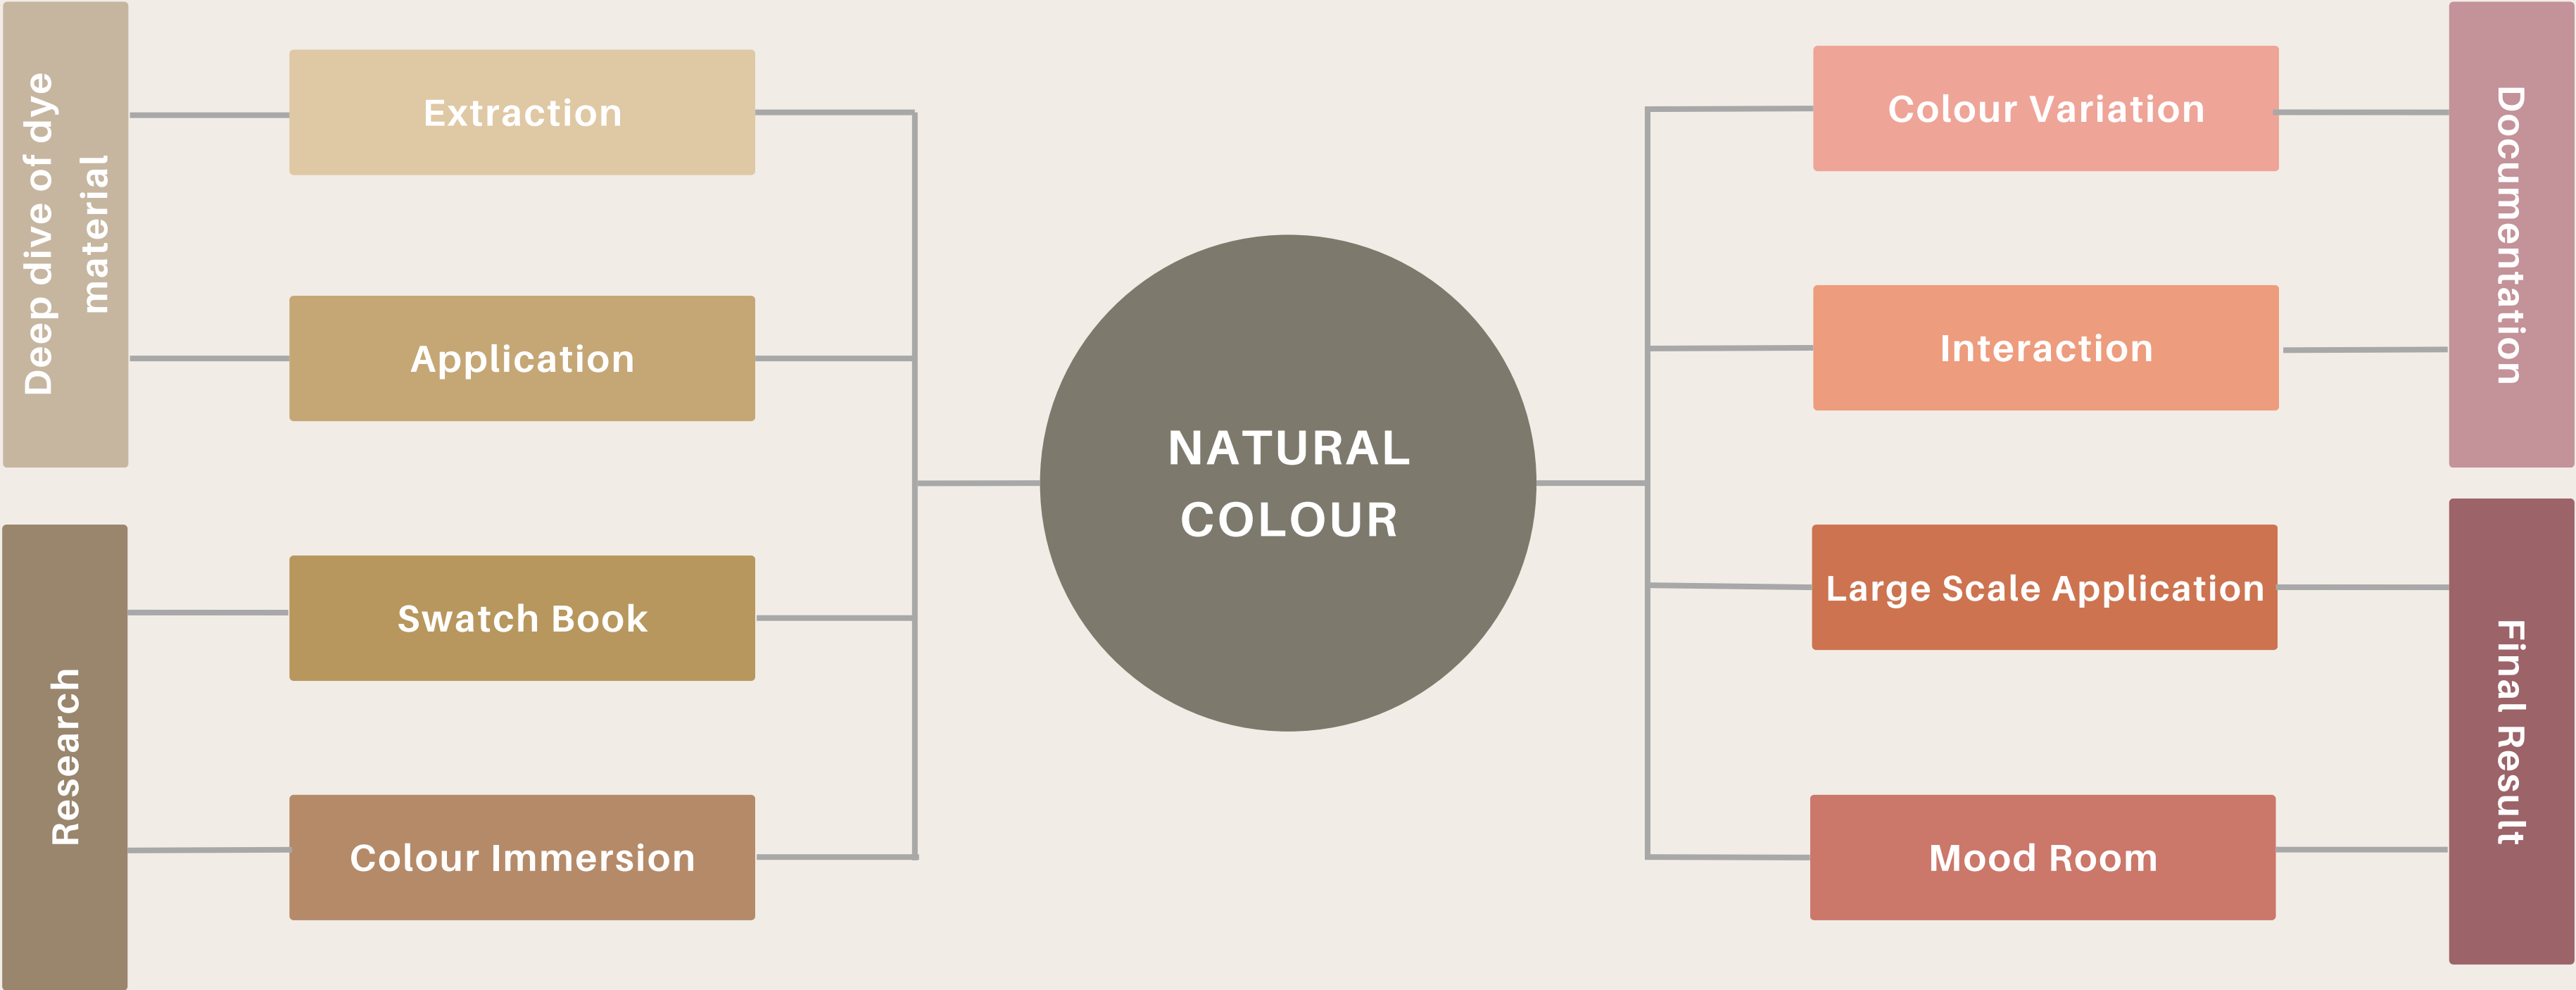 Deep dive of dye
material
Extraction
Application
Research
Swatch Book
Colour Immersion
NATURAL
COLOUR
Colour Variation
Interaction
Documentation
Large Scale Application
Mood Room
Final Result